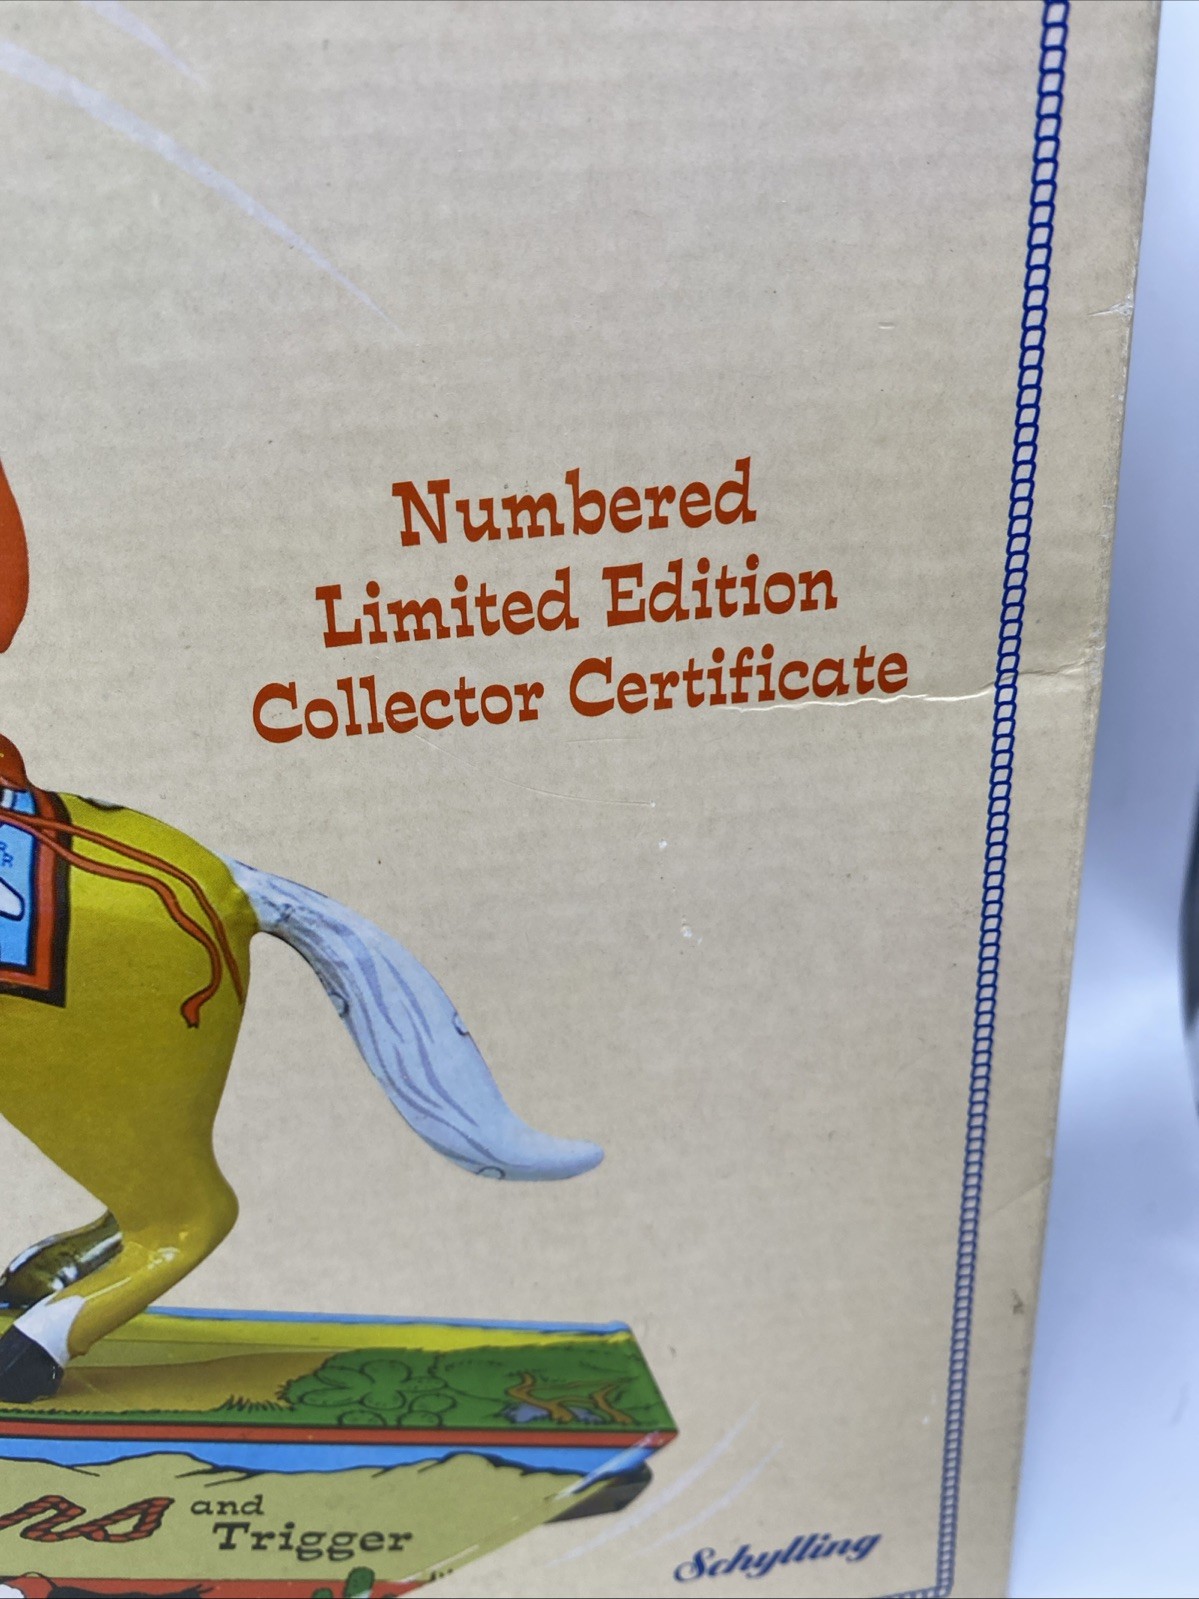 Numbered
Limited Edition
Collector Certificate
and
Trigger
Schylling